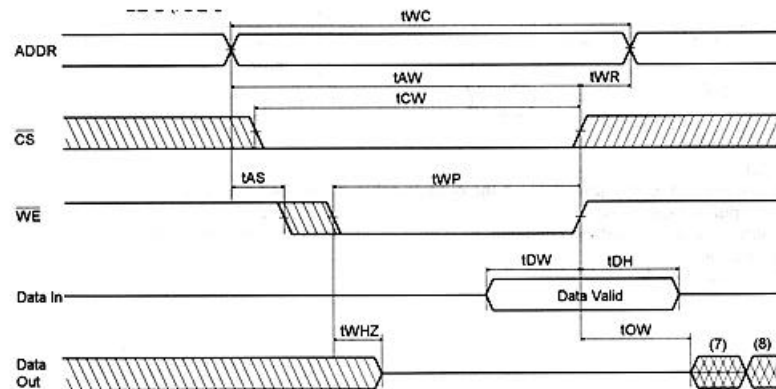 tWC
ADDR
tAW tWR
tCW
CS
tAS tWP
WE
tDW tDH
Data In Data Valid
tWHZ tOW
(7) (8)
Data
Out